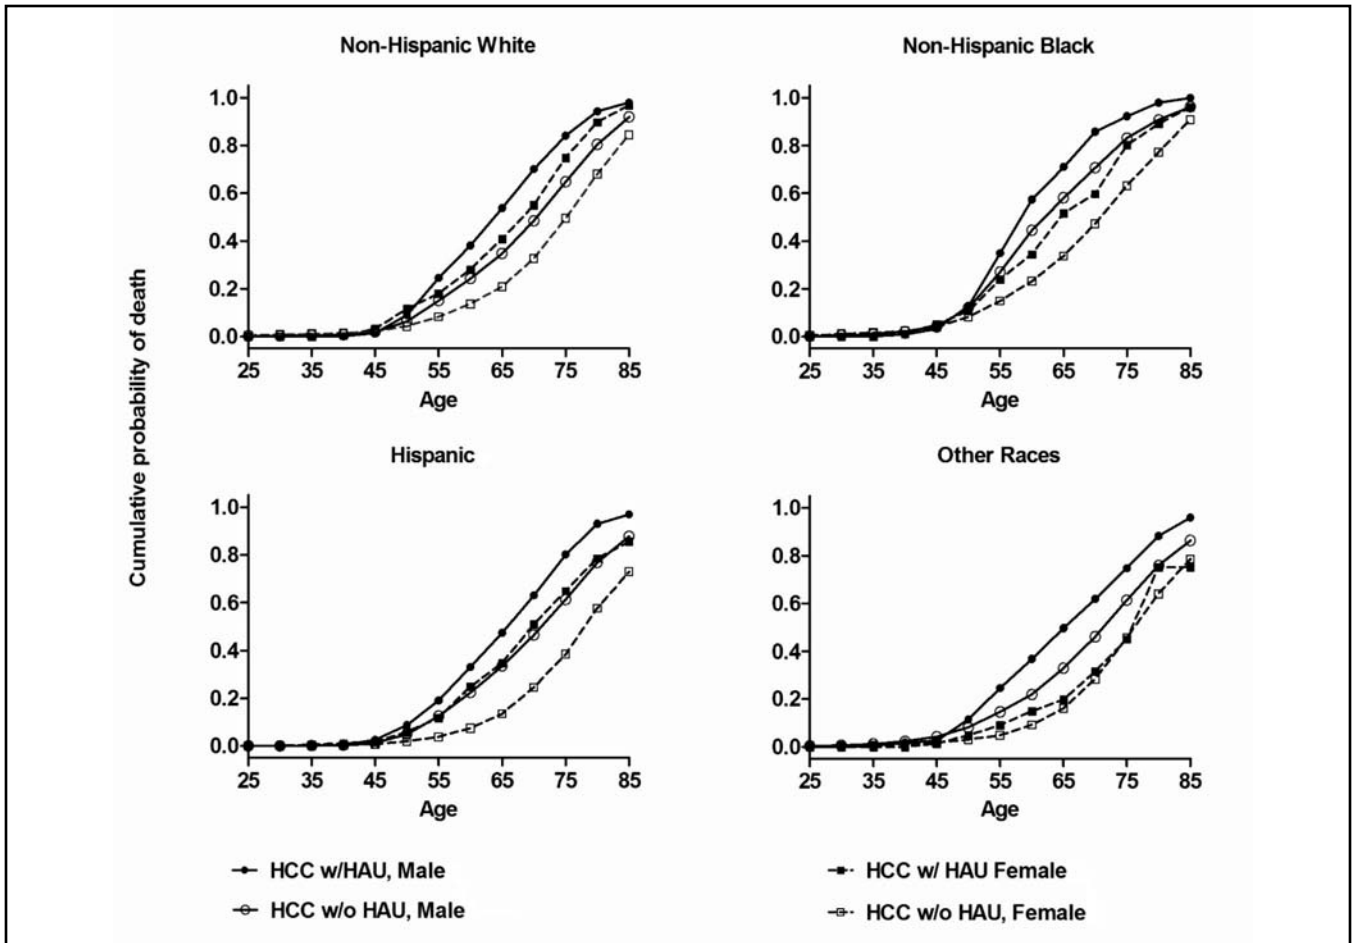 Non-Hispanic White
Non-Hispanic Black
Cumulative probability of death
1.0
0.8
0.6
0.4
0.2
0.0
25 35 45 55 65 75 85
Age
1.0
0.8
0.6
0.4
0.2
0.0
25 35 45 55 65 75 85
Age
Hispanic
Other Races
1.0
0.8
0.6
0.4
0.2
0.0
25 35 45 55 65 75 85
Age
1.0
0.8
0.6
0.4
0.2
0.0
25 35 45 55 65 75 85
Age
HCC w/HAU, Male
HCC w/ HAU Female
HCC w/o HAU, Male
HCC w/o HAU, Female